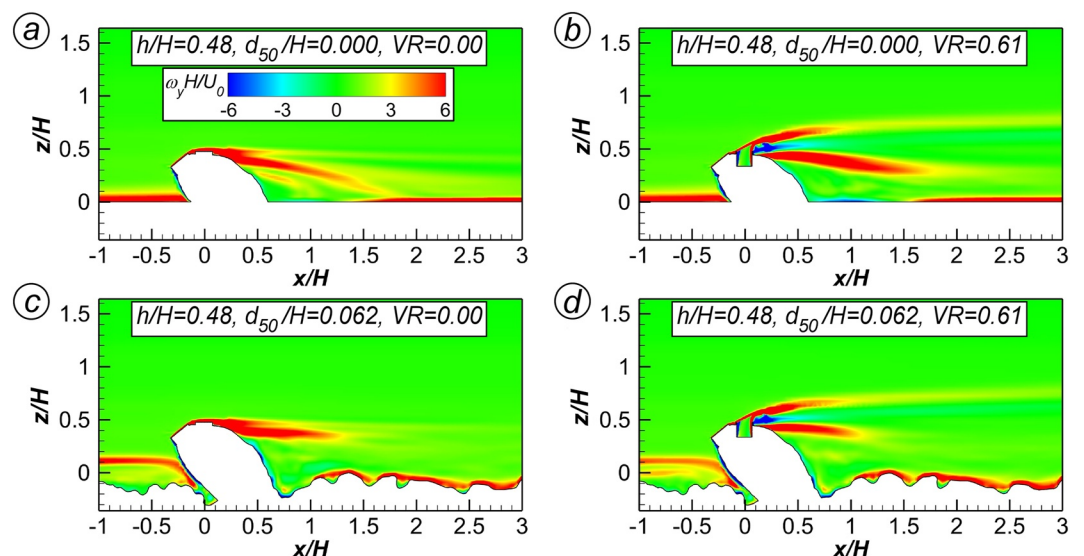 a
h/H=0.48, d50/H=0.000, VR=0.00
ωyH/U0
-6 -3 0 3 6
z/H
1.5
1
0.5
0
-1 -0.5 0 0.5 1 1.5 2 2.5 3
x/H
b
h/H=0.48, d50/H=0.000, VR=0.61
z/H
1.5
1
0.5
0
-1 -0.5 0 0.5 1 1.5 2 2.5 3
x/H
c
h/H=0.48, d50/H=0.062, VR=0.00
z/H
1.5
1
0.5
0
-1 -0.5 0 0.5 1 1.5 2 2.5 3
x/H
d
h/H=0.48, d50/H=0.062, VR=0.61
z/H
1.5
1
0.5
0
-1 -0.5 0 0.5 1 1.5 2 2.5 3
x/H